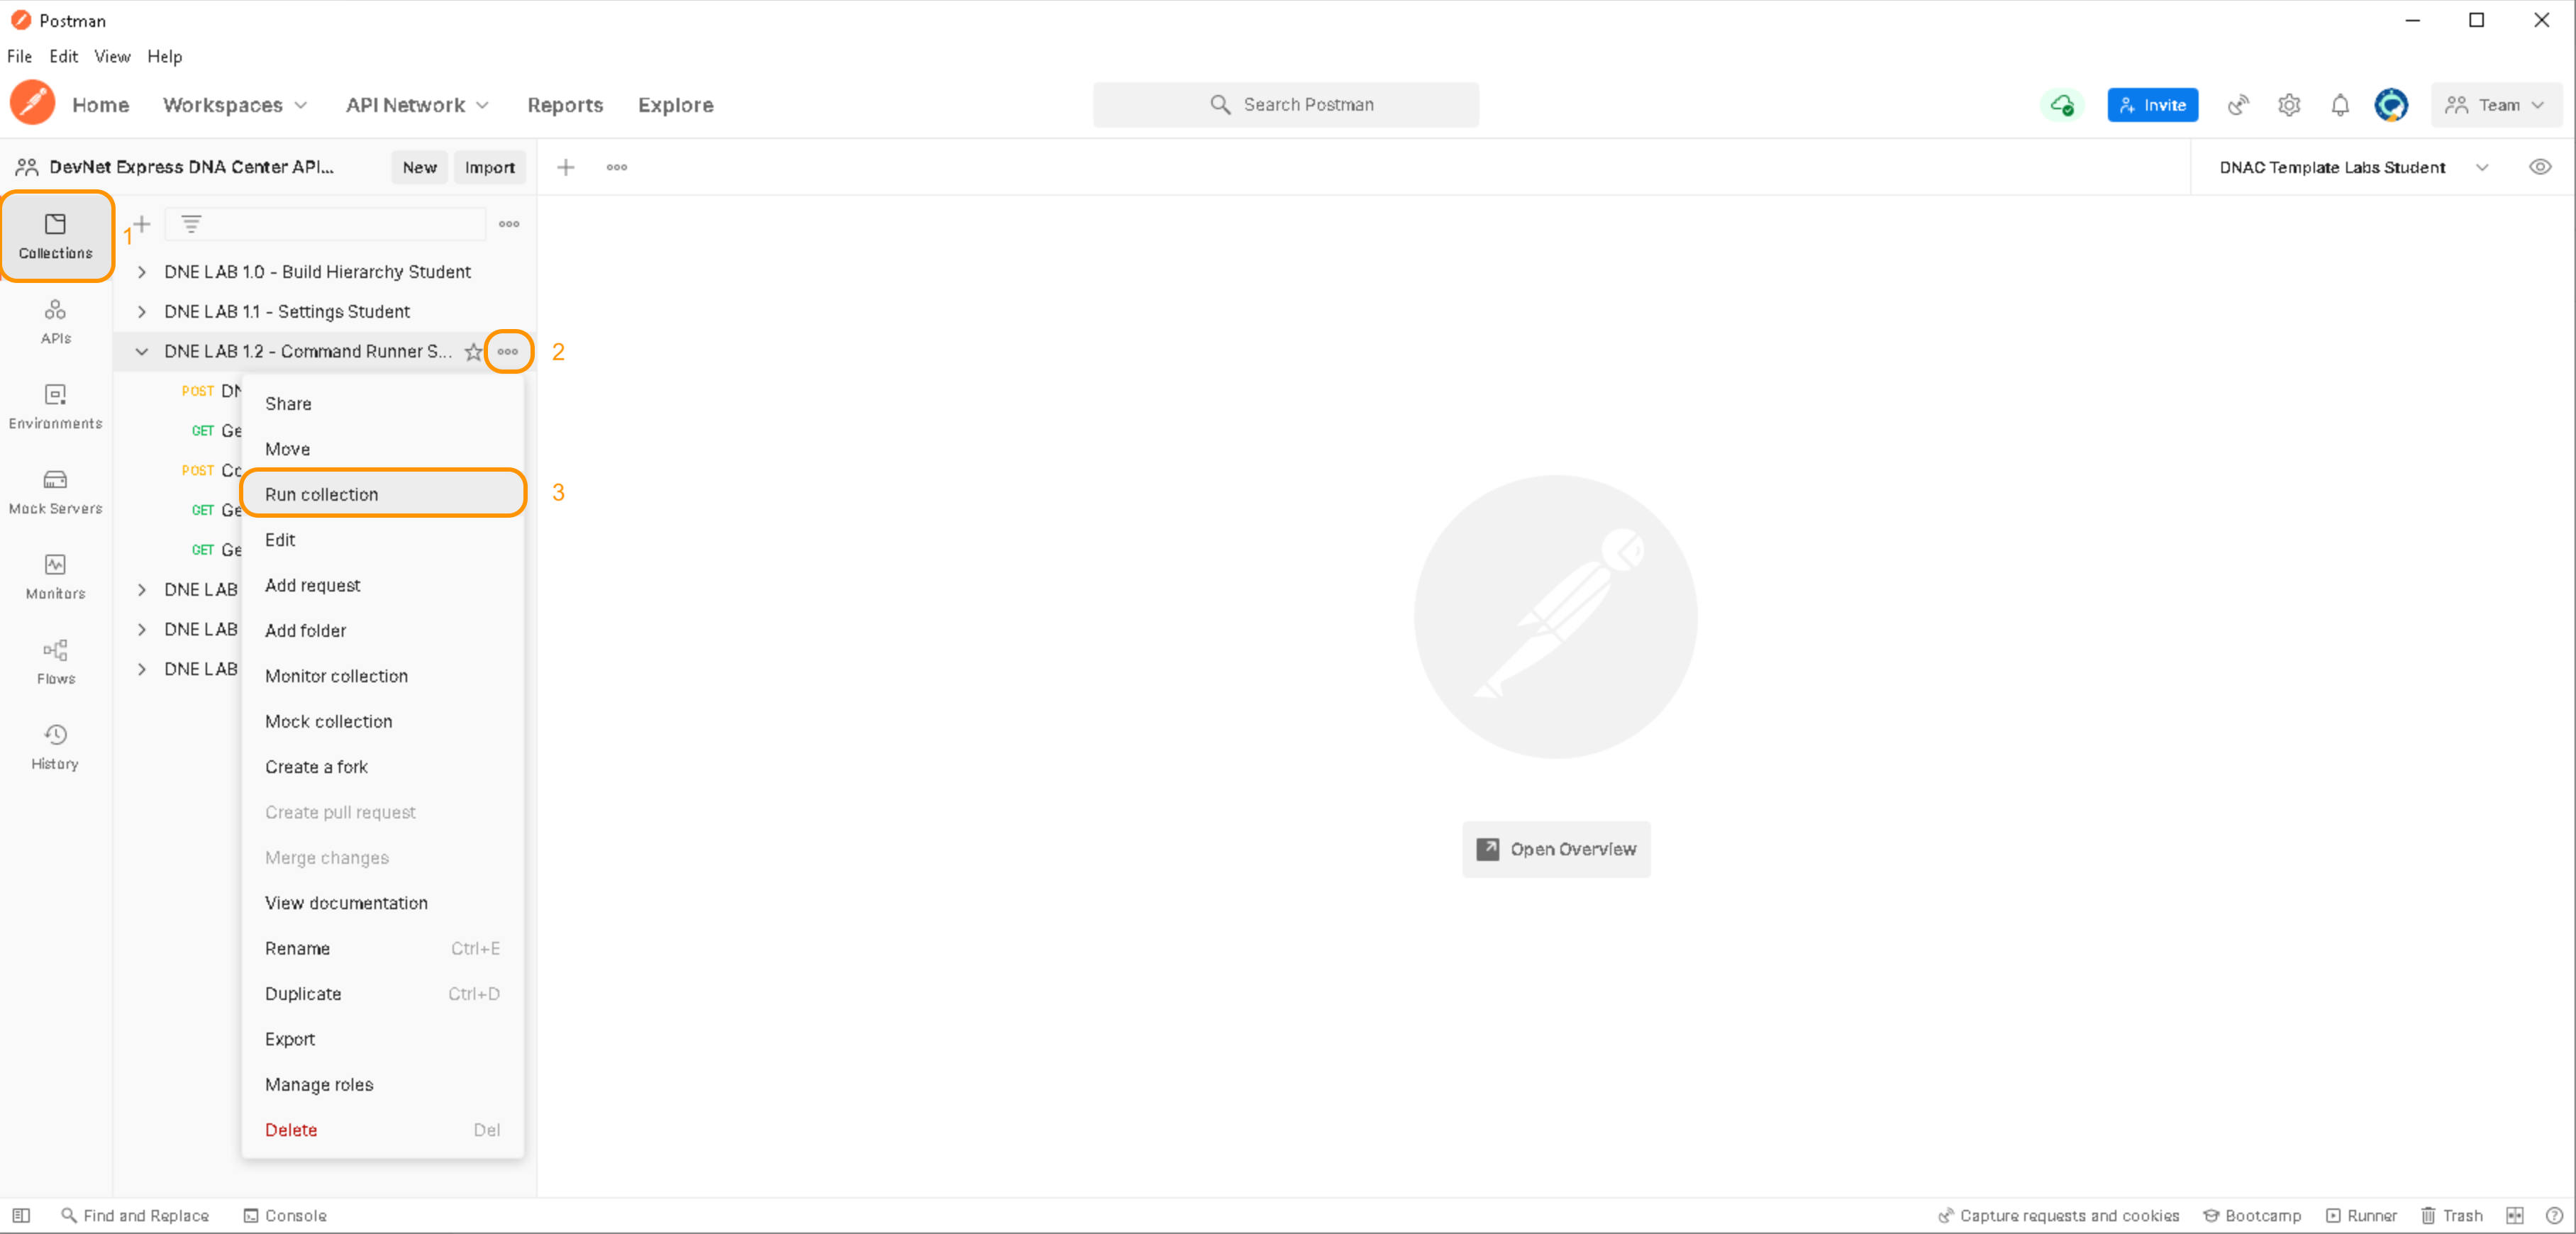 Postman
File Edit View Help
Home Workspaces API Network Reports Explore Search Postman Invite Team
DevNet Express DNA Center API... New Import DNAC Template Labs Student
Collections
1
DNE LAB 1.0 - Build Hierarchy Student
DNE LAB 1.1 - Settings Student
DNE LAB 1.2 - Command Runner S... 2
POST DN
GET Ge
POST Co
GET Ge
GET Ge
DNE LAB
DNE LAB
DNE LAB
APIs
Environments
Mock Servers
Monitors
Flows
History
Share
Move
Run collection 3
Edit
Add request
Add folder
Monitor collection
Mock collection
Create a fork
Create pull request
Merge changes
View documentation
Rename Ctrl+E
Duplicate Ctrl+D
Export
Manage roles
Delete Del
Open Overview
Find and Replace Console Capture requests and cookies Bootcamp Runner Trash